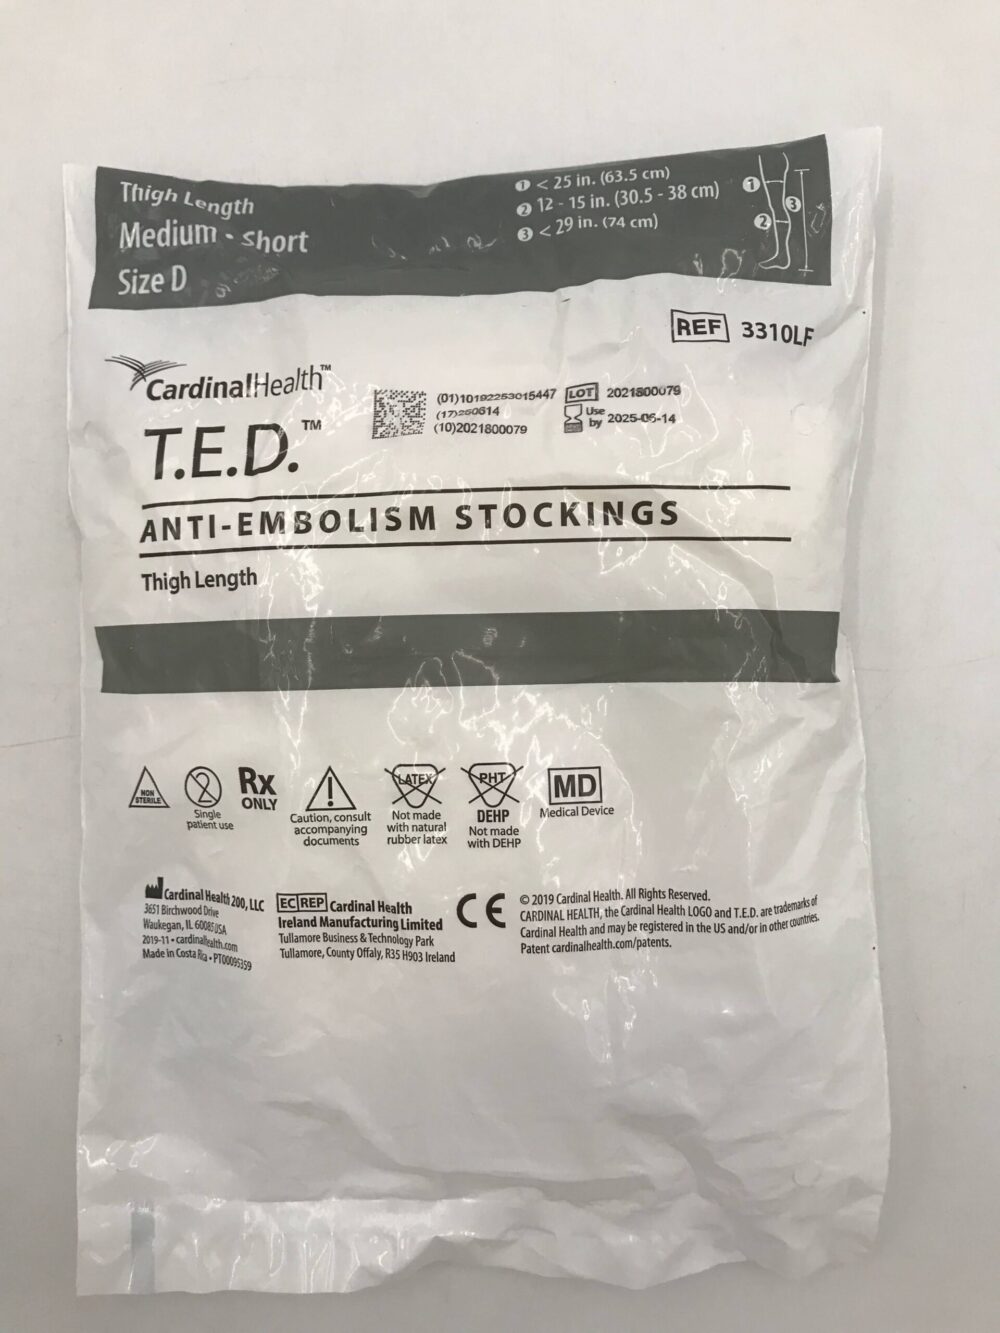 Thigh Length
Medium - Short
Size D
1 < 25 in. (63.5 cm)
2 12 - 15 in. (30.5 - 38 cm)
3 < 29 in. (74 cm)
1
2
3
REF 3310LF
CardinalHealth™
T.E.D.™
(01)10192253015447
(17)250614
(10)2021800079
LOT 2021800079
Use by 2025-06-14
ANTI-EMBOLISM STOCKINGS
Thigh Length
NON STERILE
2
Single patient use
Rx ONLY
Caution, consult accompanying documents
LATEX
Not made with natural rubber latex
PHT
DEHP
Not made with DEHP
MD
Medical Device
Cardinal Health 200, LLC
3651 Birchwood Drive
Waukegan, IL 60085 USA
2019-11 • cardinalhealth.com
Made in Costa Rica • PT00095359
EC REP Cardinal Health
Ireland Manufacturing Limited
Tullamore Business & Technology Park
Tullamore, County Offaly, R35 H903 Ireland
CE
© 2019 Cardinal Health. All Rights Reserved.
CARDINAL HEALTH, the Cardinal Health LOGO and T.E.D. are trademarks of
Cardinal Health and may be registered in the US and/or in other countries.
Patent cardinalhealth.com/patents.